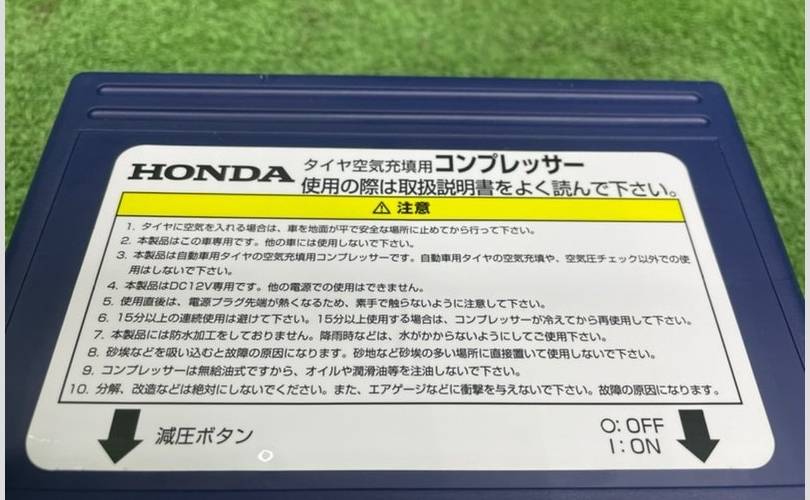 HONDA タイヤ空気充填用コンプレッサー
使用の際は取扱説明書をよく読んで下さい。
⚠ 注意
1. タイヤに空気を入れる場合は、車を地面が平で安全な場所に止めてから行って下さい。
2. 本製品はこの車専用です。他の車には使用しないで下さい。
3. 本製品は自動車用タイヤの空気充填用コンプレッサーです。自動車用タイヤの空気充填や、空気圧チェック以外での使
用はしないで下さい。
4. 本製品はDC12V専用です。他の電源での使用はできません。
5. 使用直後は、電源プラグ先端が熱くなるため、素手で触らないように注意して下さい。
6. 15分以上の連続使用は避けて下さい。15分以上使用する場合は、コンプレッサーが冷えてから再使用して下さい。
7. 本製品には防水加工をしておりません。降雨時などは、水がかからないようにしてご使用下さい。
8. 砂埃などを吸い込むと故障の原因になります。砂地など砂埃の多い場所に直接置いて使用しないで下さい。
9. コンプレッサーは無給油式ですから、オイルや潤滑油等を注油しないで下さい。
10. 分解、改造などは絶対にしないでください。また、エアゲージなどに衝撃を与えないで下さい。故障の原因になります。
減圧ボタン
O: OFF
I: ON